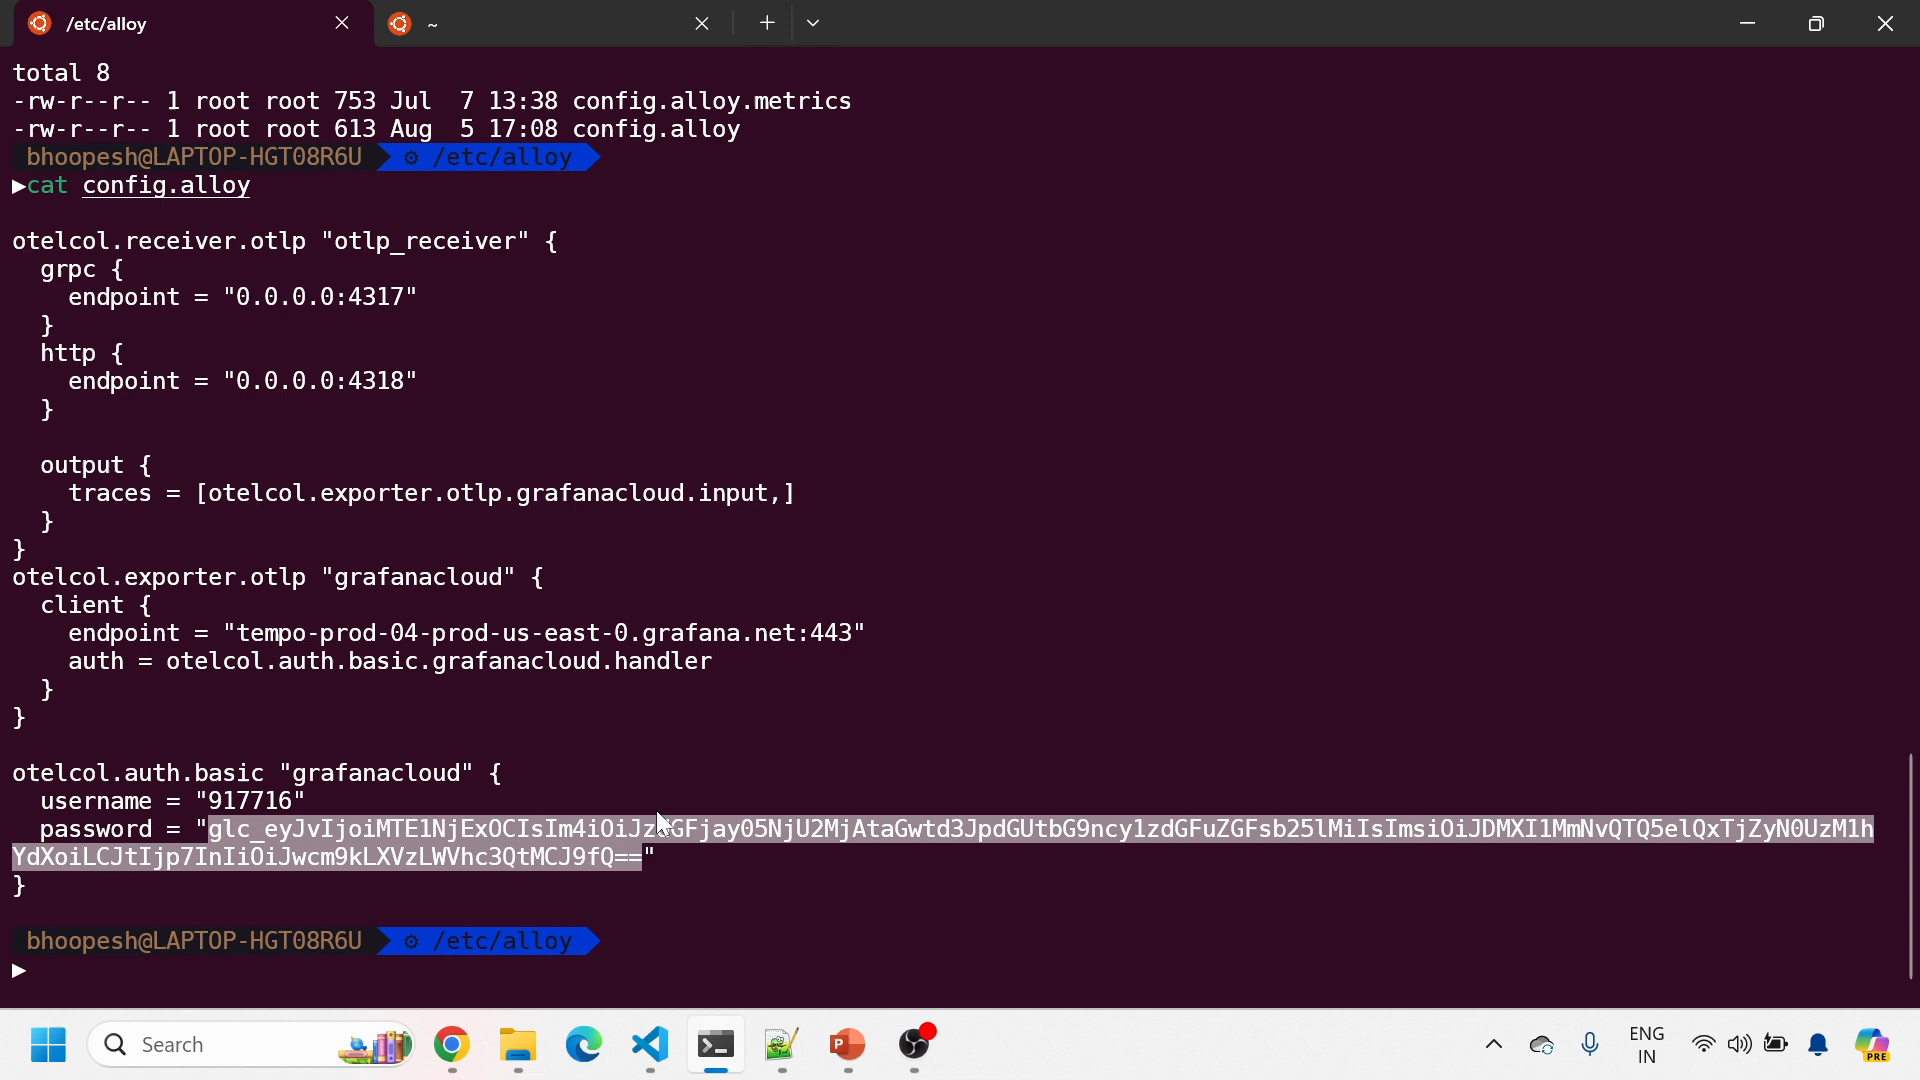 /etc/alloy
~
total 8
-rw-r--r-- 1 root root 753 Jul  7 13:38 config.alloy.metrics
-rw-r--r-- 1 root root 613 Aug  5 17:08 config.alloy
bhoopesh@LAPTOP-HGT08R6U /etc/alloy
▶cat config.alloy
otelcol.receiver.otlp "otlp_receiver" {
  grpc {
    endpoint = "0.0.0.0:4317"
  }
  http {
    endpoint = "0.0.0.0:4318"
  }
  output {
    traces = [otelcol.exporter.otlp.grafanacloud.input,]
  }
}
otelcol.exporter.otlp "grafanacloud" {
  client {
    endpoint = "tempo-prod-04-prod-us-east-0.grafana.net:443"
    auth = otelcol.auth.basic.grafanacloud.handler
  }
}
otelcol.auth.basic "grafanacloud" {
  username = "917716"
  password = "
"
}
bhoopesh@LAPTOP-HGT08R6U /etc/alloy
▶
Search
ENG
IN
PRE